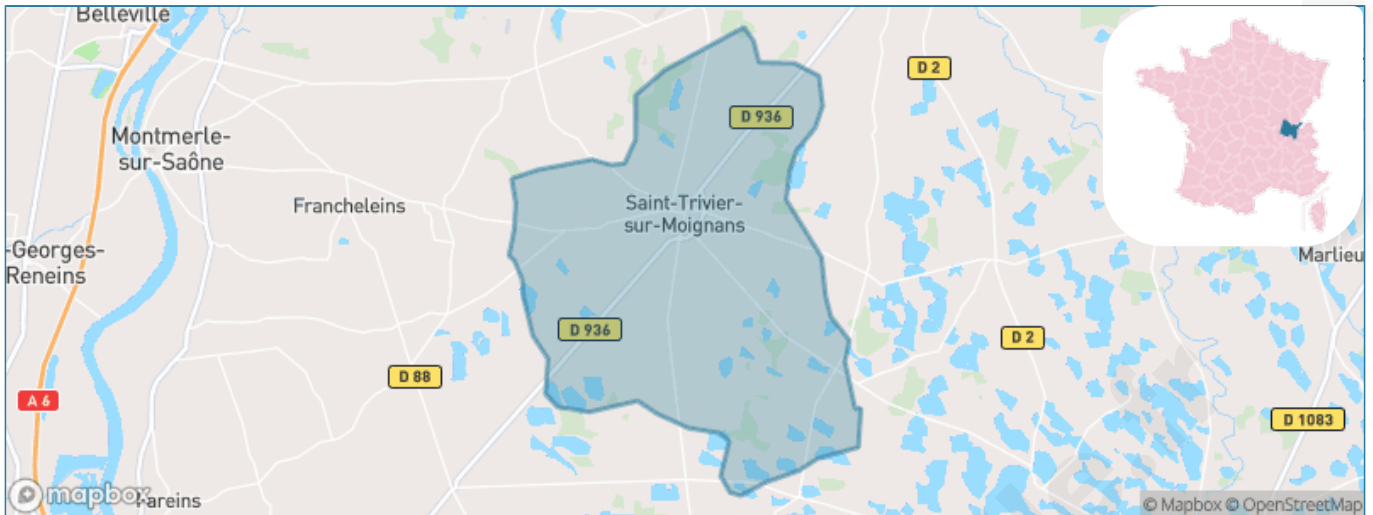 Belleville
D 2
D 936
Montmerle-
sur-Saône
Francheleins
Saint-Trivier-
sur-Moignans
-Georges-
Reneins
Marlieu
D 936
D 2
D 88
A 6
D 1083
mapbox
Fareins
© Mapbox © OpenStreetMap